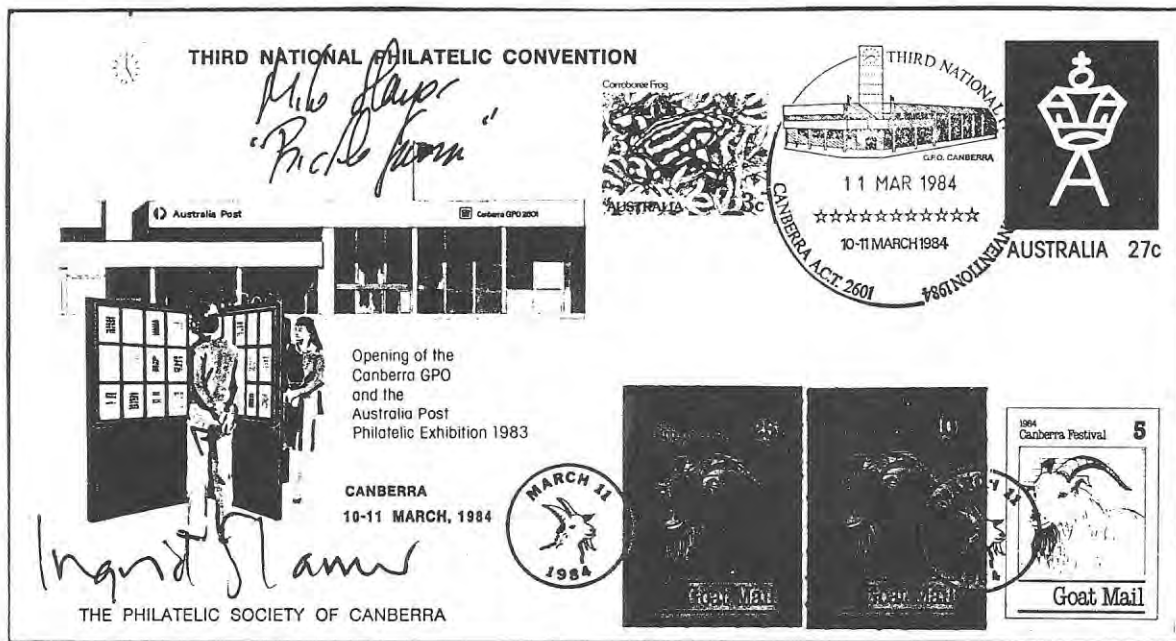 THIRD NATIONAL PHILATELIC CONVENTION
Corroboree Frog
AUSTRALIA 3c
THIRD NATIONAL
CONVENTION 1984
CANBERRA A.C.T. 2601
G.P.O. CANBERRA
11 MAR 1984
☆☆☆☆☆☆☆☆☆☆☆
10-11 MARCH 1984
AUSTRALIA 27c
Australia Post
Canberra GPO 2601
Opening of the
Canberra GPO
and the
Australia Post
Philatelic Exhibition 1983
CANBERRA
10-11 MARCH, 1984
Ingrid
THE PHILATELIC SOCIETY OF CANBERRA
MARCH 11
1984
10
Goat Mail
Goat Mail
11
1984
Canberra Festival 5
Goat Mail